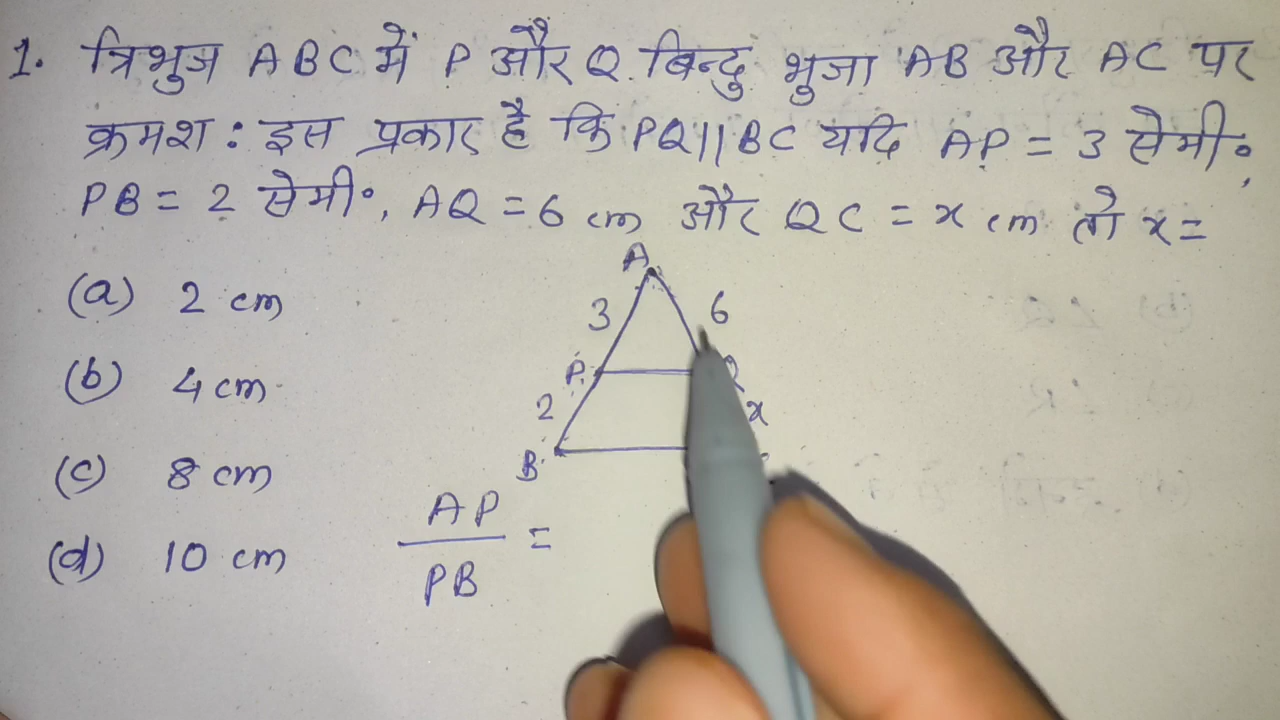 1. त्रिभुज ABC में P और Q बिन्दु भुजा AB और AC पर
क्रमश: इस प्रकार है कि PQ||BC यदि AP = 3 सेमी॰,
PB = 2 सेमी॰, AQ = 6 cm और QC = x cm तो x =
(a) 2 cm
(b) 4 cm
(c) 8 cm
(d) 10 cm
A
3 6
P Q
2 x
B
AP
PB =